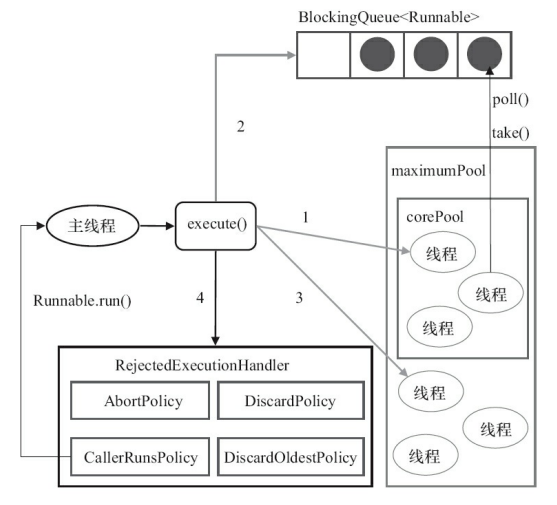 BlockingQueue<Runnable>
poll()
2
take()
maximumPool
corePool
主线程
execute()
1
线程
线程
Runnable.run()
4
3
线程
RejectedExecutionHandler
线程
AbortPolicy
DiscardPolicy
线程
CallerRunsPolicy
DiscardOldestPolicy
线程